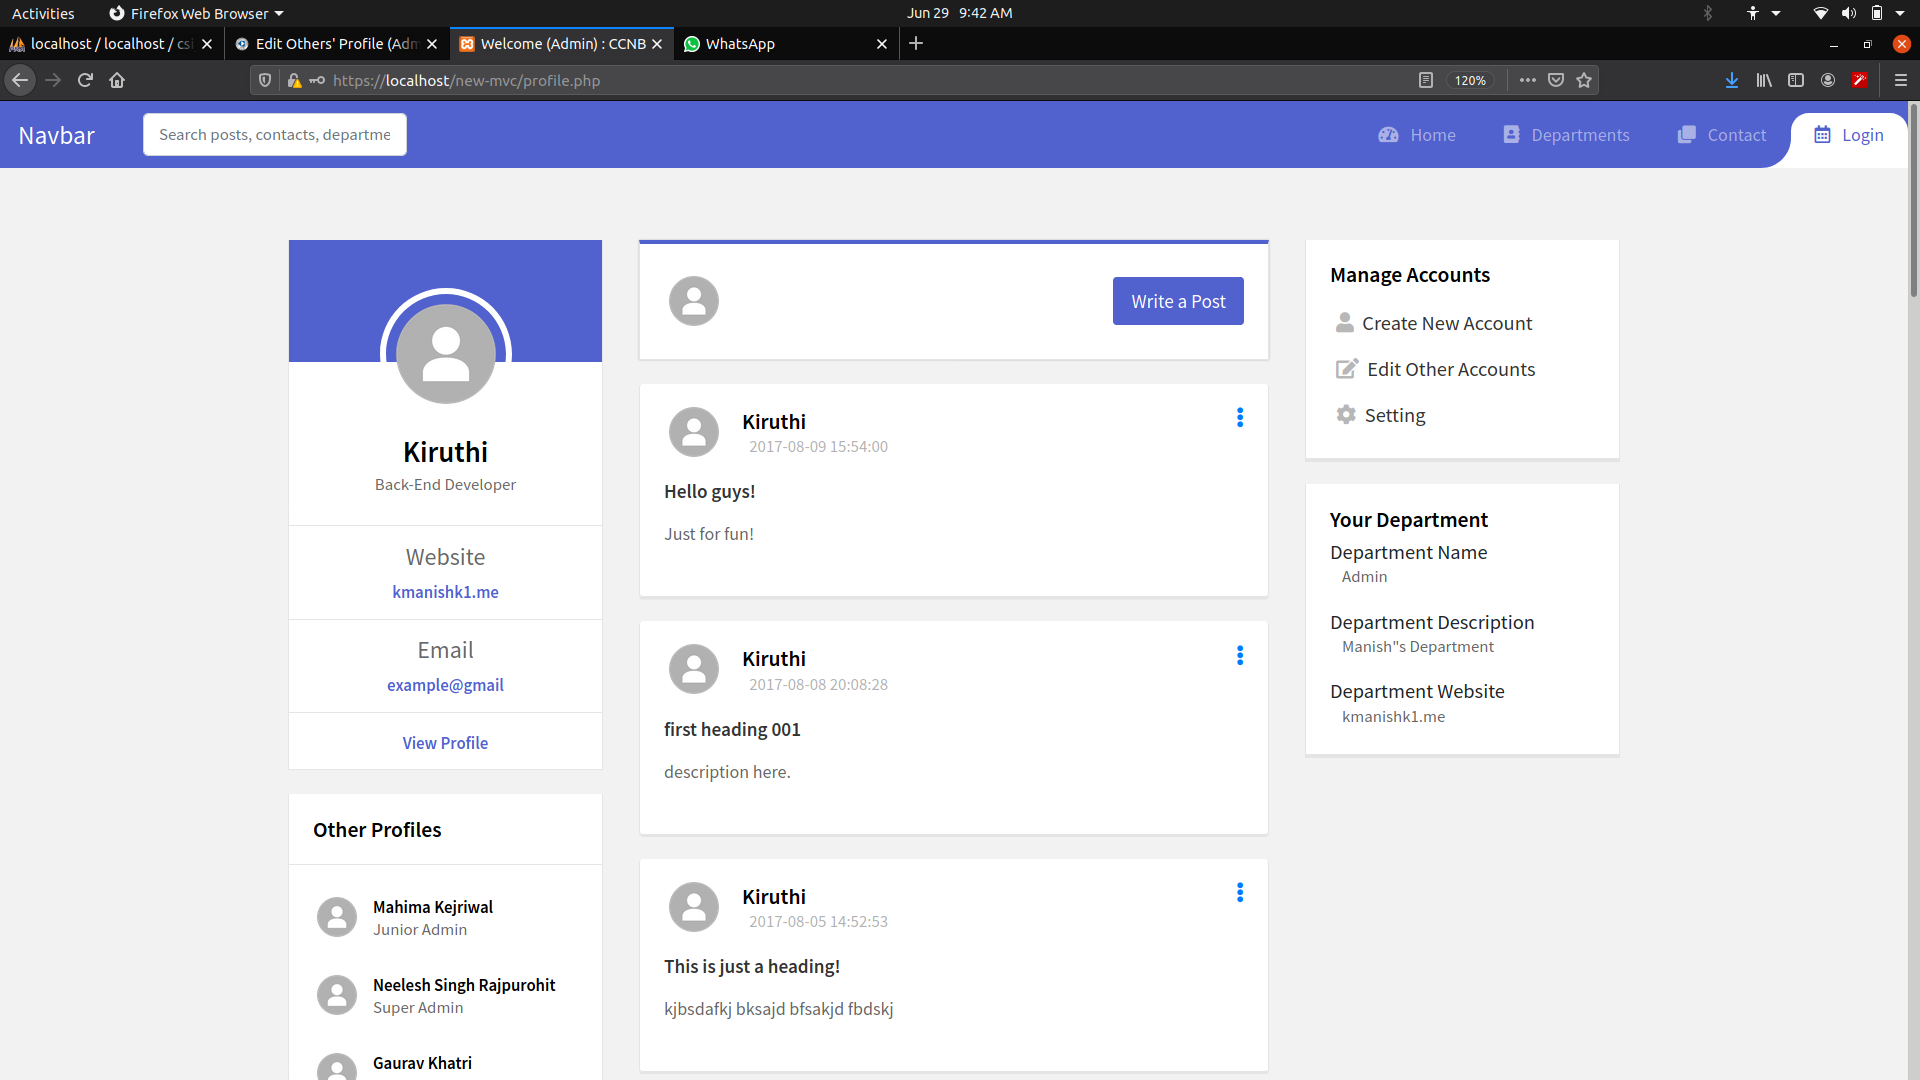 Activities
Firefox Web Browser
Jun 29 9:42 AM
localhost / localhost / csi
Edit Others' Profile (Adm
Welcome (Admin) : CCNB
WhatsApp
https://localhost/new-mvc/profile.php
120%
Navbar
Search posts, contacts, departme
Home
Departments
Contact
Login
Kiruthi
Back-End Developer
Website
kmanishk1.me
Email
example@gmail
View Profile
Other Profiles
Mahima Kejriwal
Junior Admin
Neelesh Singh Rajpurohit
Super Admin
Gaurav Khatri
Write a Post
Kiruthi
2017-08-09 15:54:00
Hello guys!
Just for fun!
Kiruthi
2017-08-08 20:08:28
first heading 001
description here.
Kiruthi
2017-08-05 14:52:53
This is just a heading!
kjbsdafkj bksajd bfsakjd fbdskj
Manage Accounts
Create New Account
Edit Other Accounts
Setting
Your Department
Department Name
Admin
Department Description
Manish"s Department
Department Website
kmanishk1.me